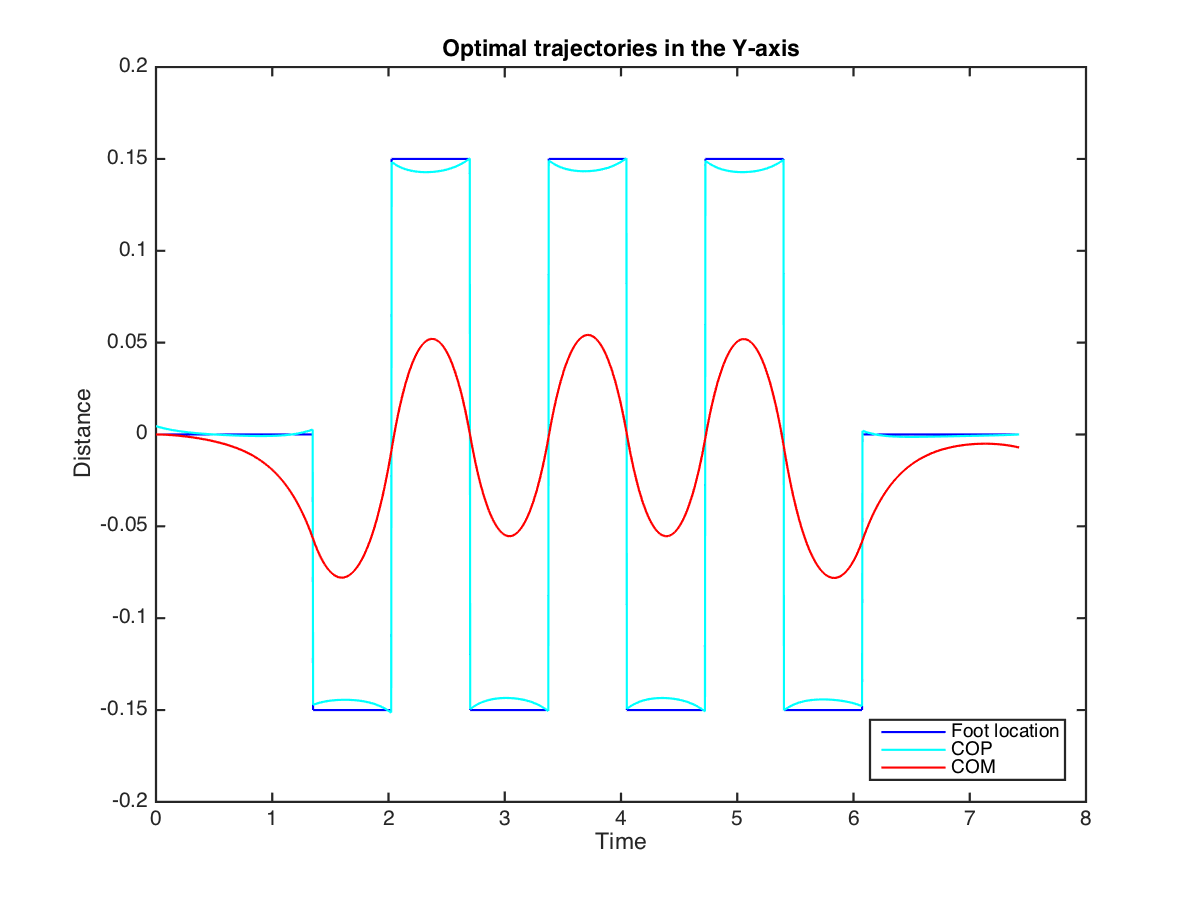 Optimal trajectories in the Y-axis
0.2
0.15
0.1
0.05
0
-0.05
-0.1
-0.15
-0.2
Distance
0 1 2 3 4 5 6 7 8
Time
Foot location
COP
COM